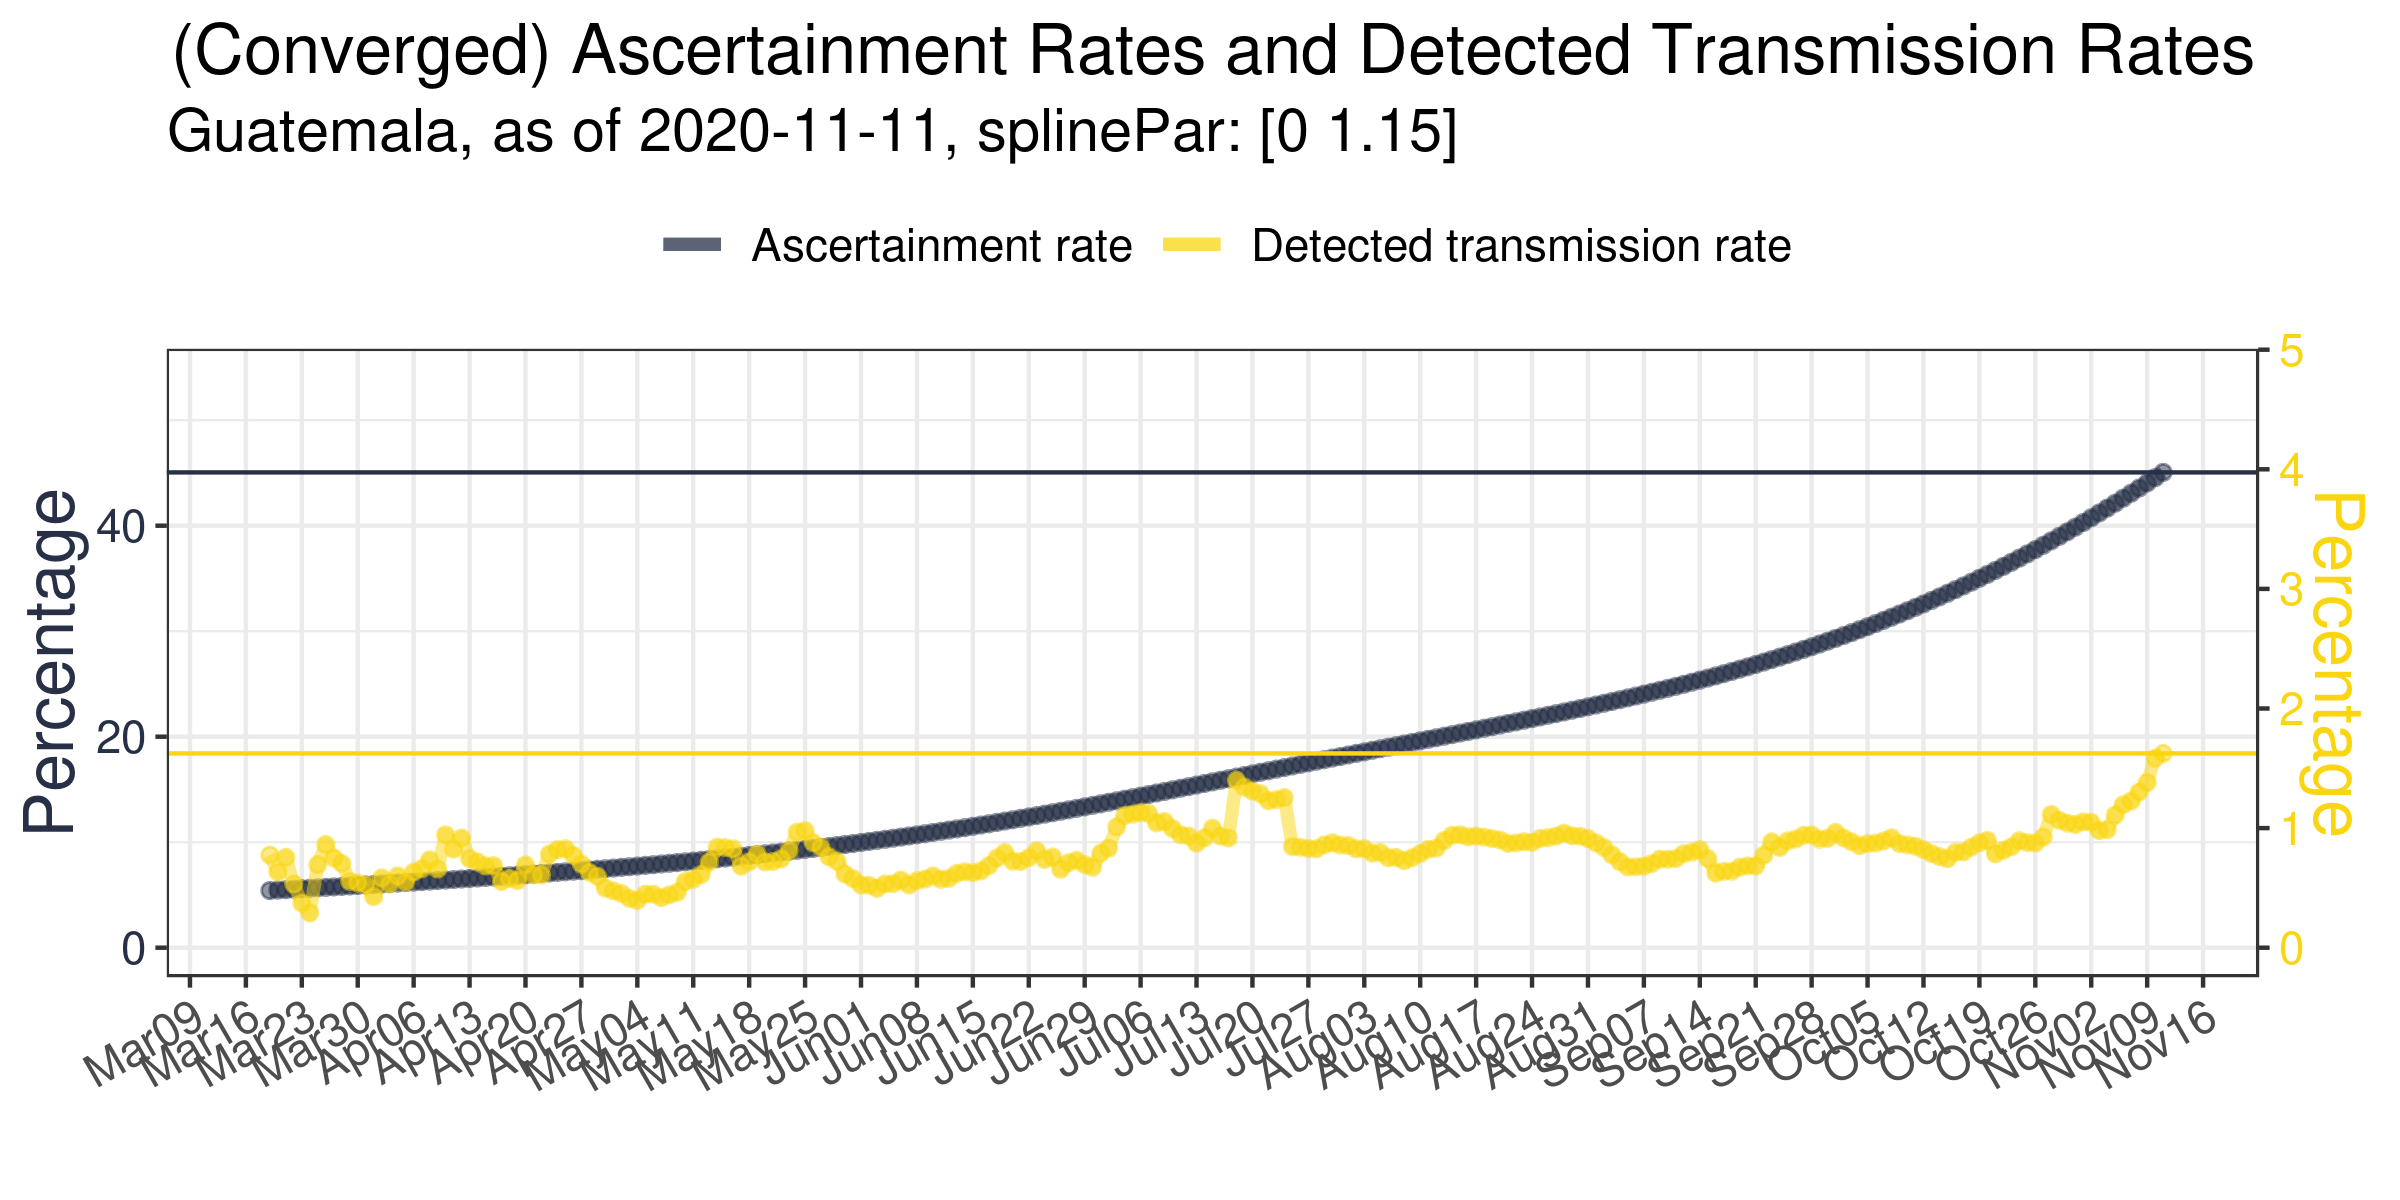 (Converged) Ascertainment Rates and Detected Transmission Rates
Guatemala, as of 2020-11-11, splinePar: [0 1.15]
Ascertainment rate
Detected transmission rate
Percentage
40
20
0
5
4
3
2
1
0
Percentage
Mar09
Mar16
Mar23
Mar30
Apr06
Apr13
Apr20
Apr27
May04
May11
May18
May25
Jun01
Jun08
Jun15
Jun22
Jun29
Jul06
Jul13
Jul20
Jul27
Aug03
Aug10
Aug17
Aug24
Aug31
Sep07
Sep14
Sep21
Sep28
Oct05
Oct12
Oct19
Oct26
Nov02
Nov09
Nov16